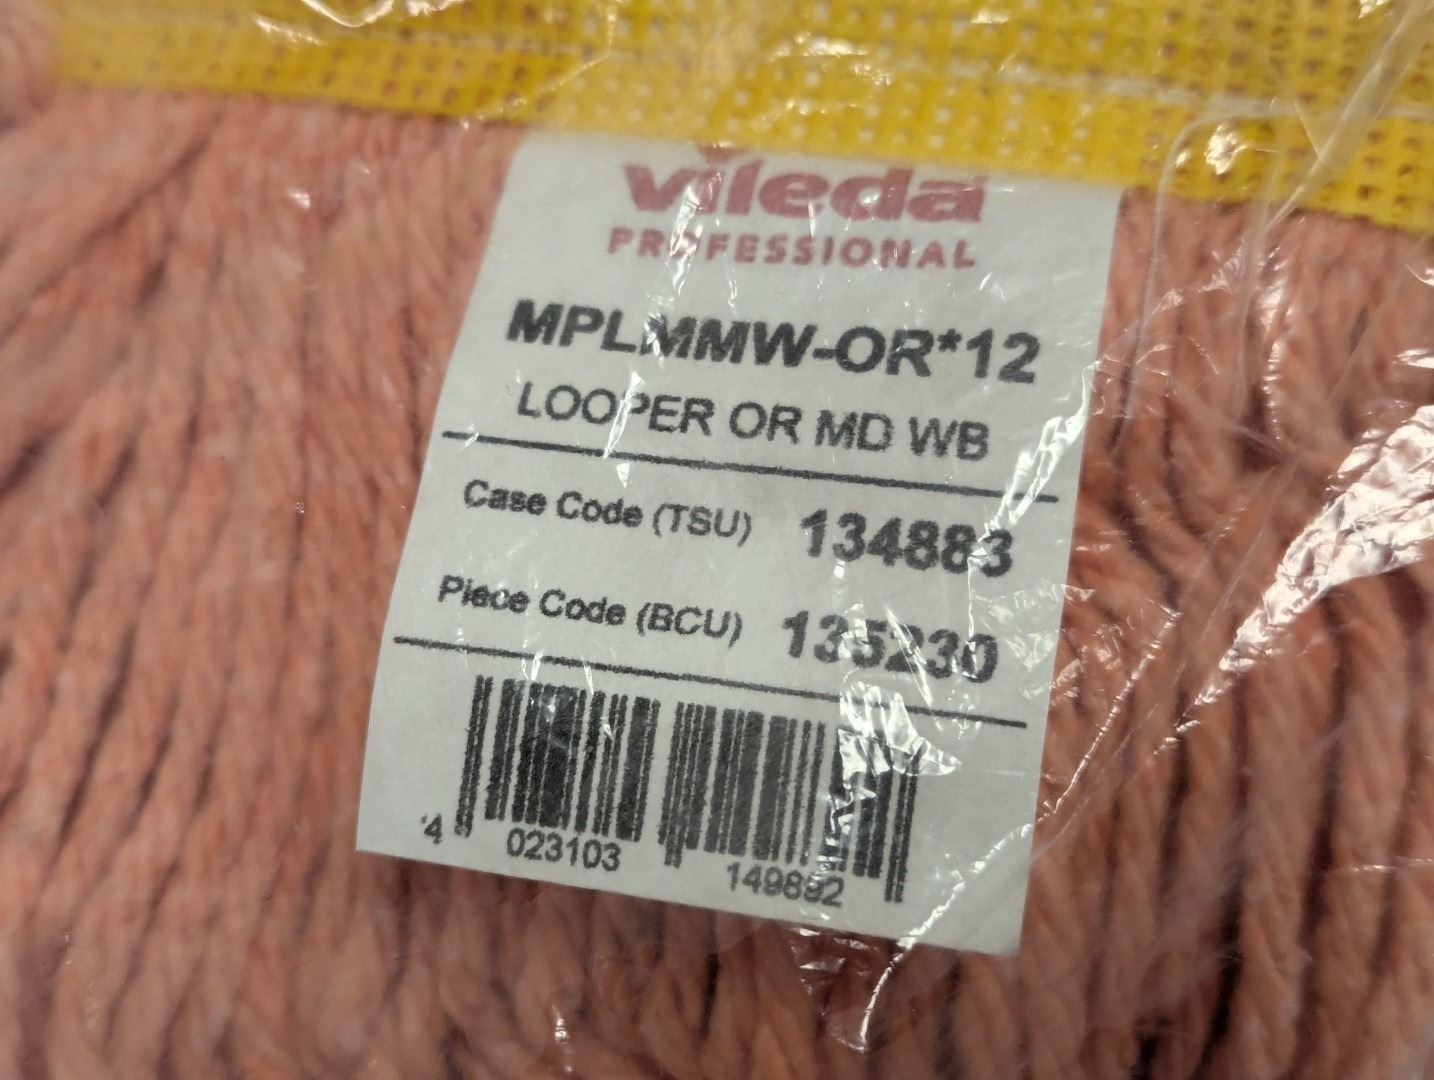 vileda
PROFESSIONAL
MPLMMW-OR*12
LOOPER OR MD WB
Case Code (TSU) 134883
Piece Code (BCU) 135230
4 023103 149892